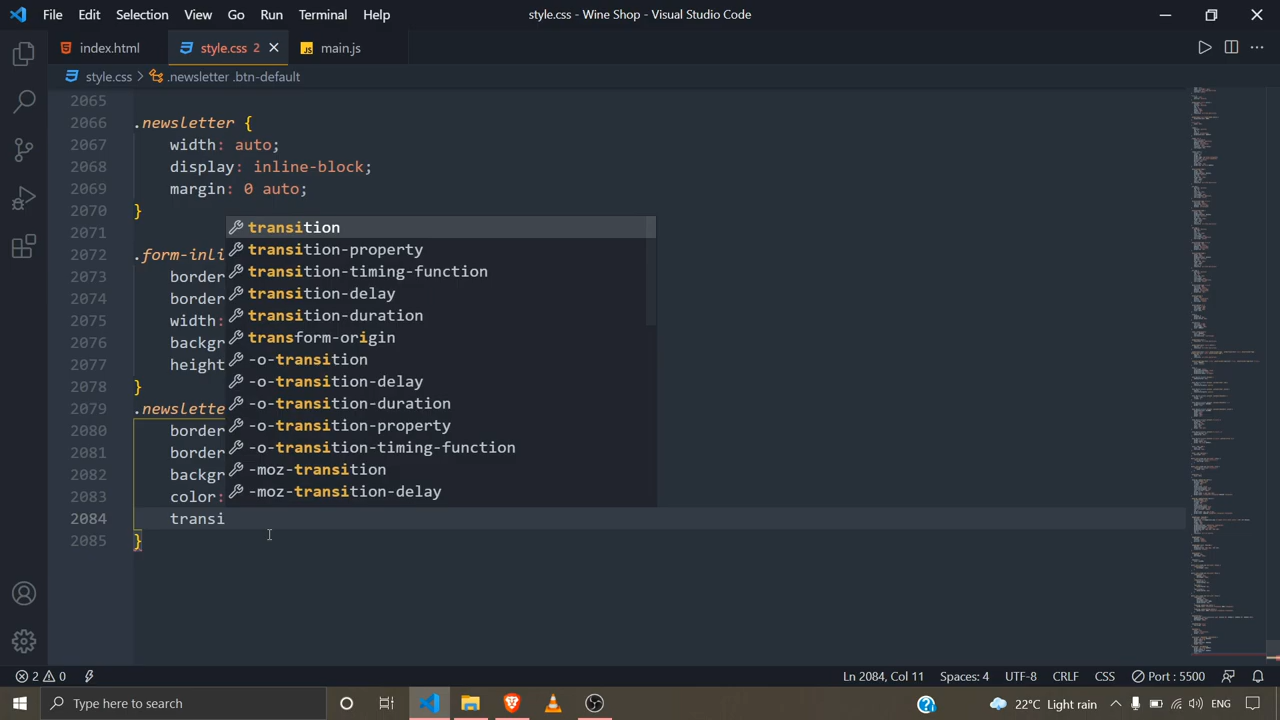 File Edit Selection View Go Run Terminal Help style.css - Wine Shop - Visual Studio Code
index.html style.css 2 main.js
style.css > .newsletter .btn-default
2065
2066 .newsletter {
2067 width: auto;
2068 display: inline-block;
2069 margin: 0 auto;
2070 }
2071 transition
2072 .form-inli transition-property
2073 border transition-timing-function
2074 border transition-delay
2075 width: transition-duration
2076 backgr transform-origin
2077 height -o-transition
2078 } -o-transition-delay
2079 .newslette -o-transition-duration
2080 border -o-transition-property
2081 border -o-transition-timing-function
2082 backgr -moz-transition
2083 color: -moz-transition-delay
2084 transi
2085 }
2 0 Ln 2084, Col 11 Spaces: 4 UTF-8 CRLF CSS Port : 5500
Type here to search 22°C Light rain ENG